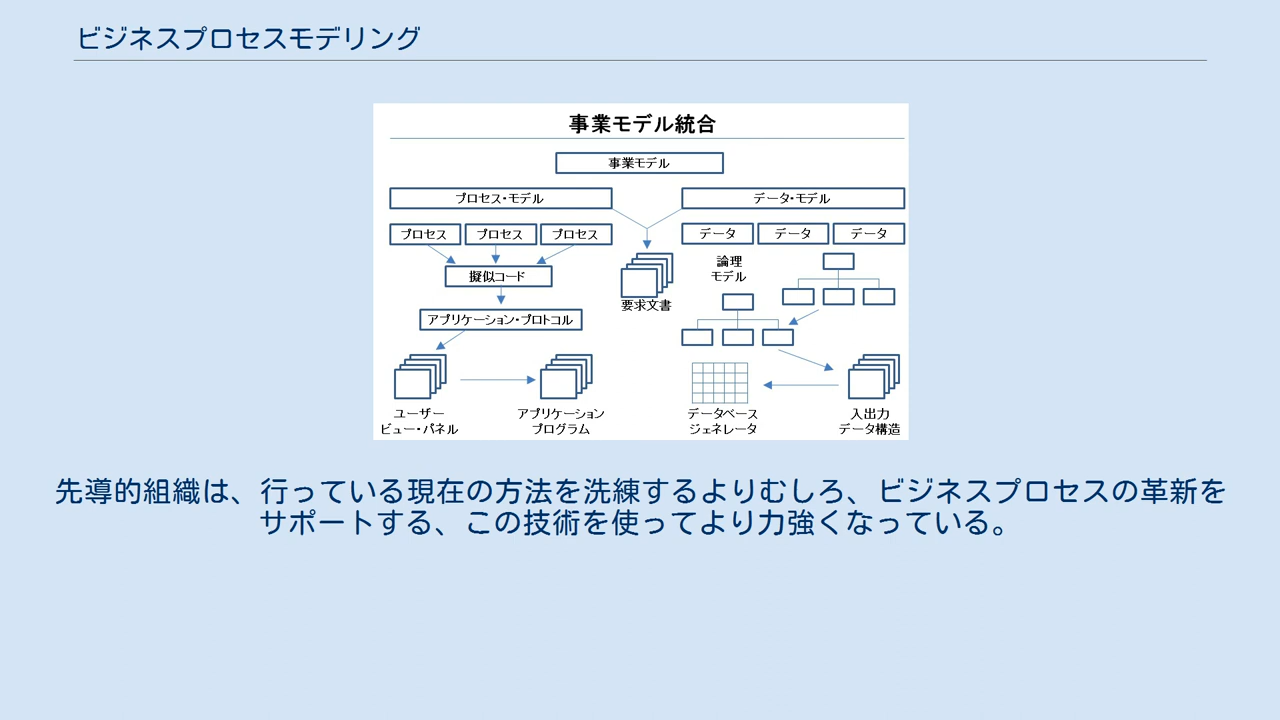 ビジネスプロセスモデリング
事業モデル統合
事業モデル
プロセス・モデル
データ・モデル
プロセス
プロセス
プロセス
データ
データ
データ
擬似コード
論理
モデル
要求文書
アプリケーション・プロトコル
ユーザー
ビュー・パネル
アプリケーション
プログラム
データベース
ジェネレータ
入出力
データ構造
先導的組織は、行っている現在の方法を洗練するよりむしろ、ビジネスプロセスの革新を
サポートする、この技術を使ってより力強くなっている。